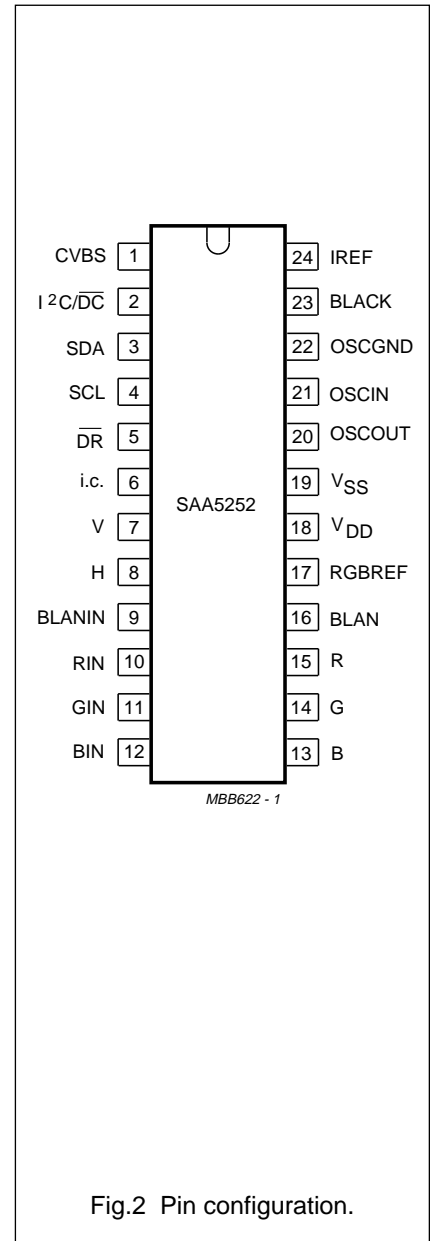 CVBS 1 24 IREF
I²C/D̅C̅ 2 23 BLACK
SDA 3 22 OSCGND
SCL 4 21 OSCIN
D̅R̅ 5 20 OSCOUT
i.c. 6 19 VSS
SAA5252
V 7 18 VDD
H 8 17 RGBREF
BLANIN 9 16 BLAN
RIN 10 15 R
GIN 11 14 G
BIN 12 13 B
MBB622 - 1
Fig.2 Pin configuration.